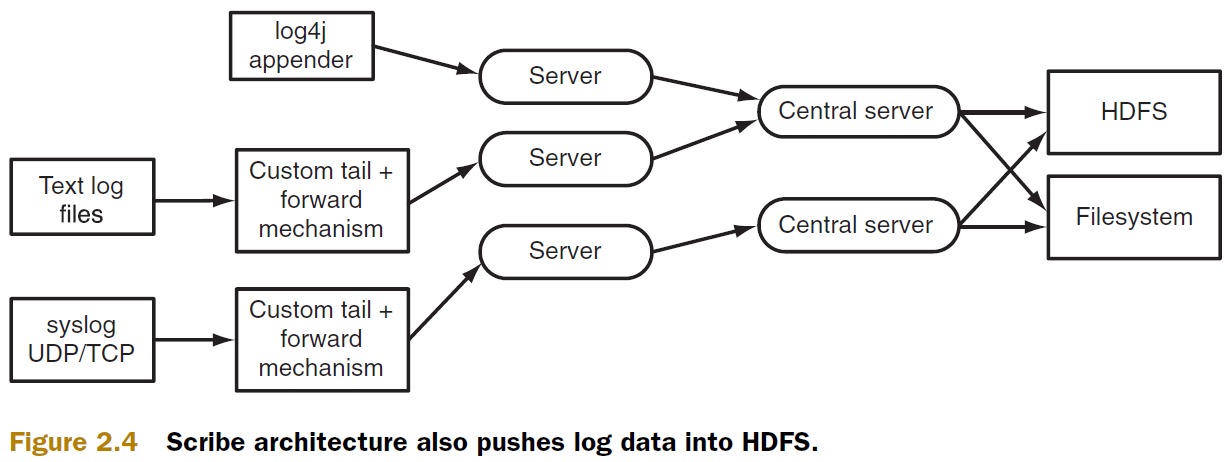 log4j
appender
Server
Central server
HDFS
Text log
files
Custom tail +
forward
mechanism
Server
Central server
Filesystem
syslog
UDP/TCP
Custom tail +
forward
mechanism
Server
Figure 2.4 Scribe architecture also pushes log data into HDFS.